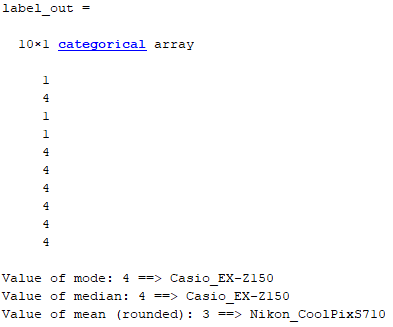 label_out =
10×1 categorical array
1
4
1
1
4
4
4
4
4
4
Value of mode: 4 ==> Casio_EX-Z150
Value of median: 4 ==> Casio_EX-Z150
Value of mean (rounded): 3 ==> Nikon_CoolPixS710